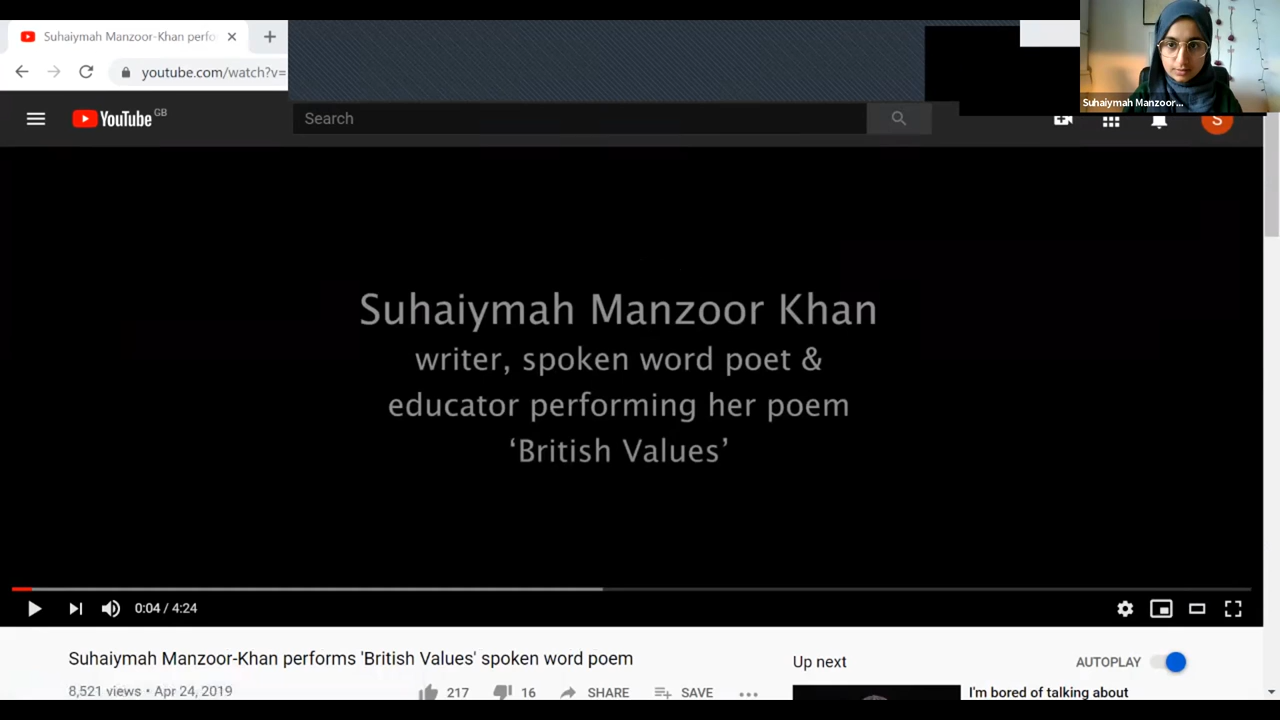 Suhaiymah Manzoor-Khan perfo
youtube.com/watch?v=
Suhaiymah Manzoor...
YouTube GB
Search
S
Suhaiymah Manzoor Khan
writer, spoken word poet &
educator performing her poem
‘British Values’
0:04 / 4:24
Suhaiymah Manzoor-Khan performs 'British Values' spoken word poem
8,521 views • Apr 24, 2019
217
16
SHARE
SAVE
Up next
AUTOPLAY
I'm bored of talking about